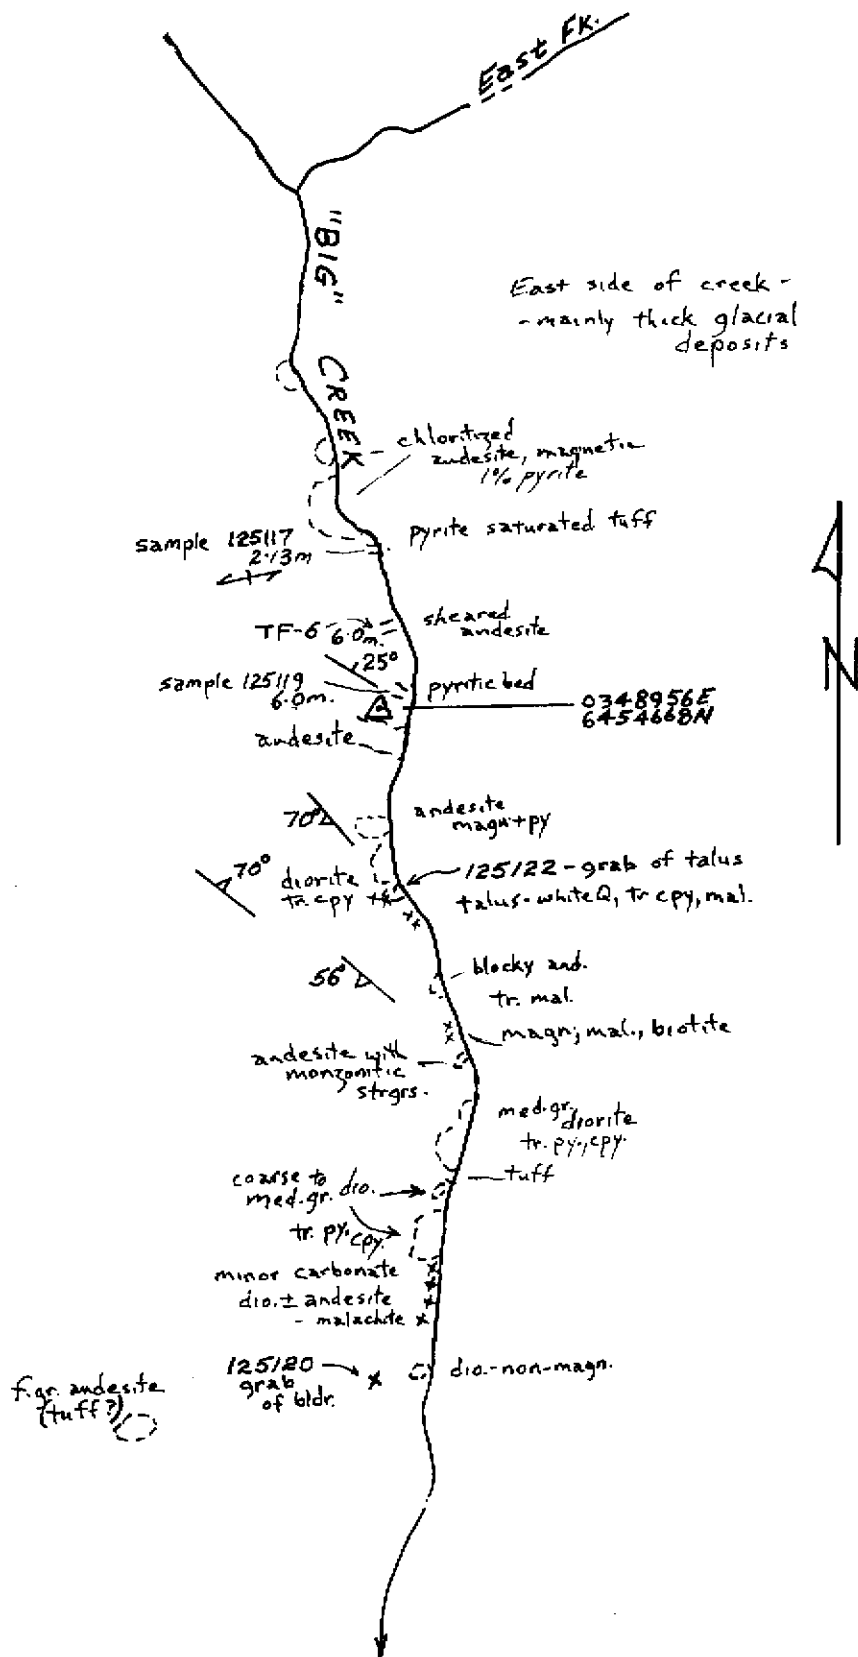 East Fk.
"BIG" CREEK
East side of creek -
- mainly thick glacial
deposits
chloritized
andesite, magnetic
1% pyrite
sample 125117
2.13m
pyrite saturated tuff
TF-6 6.0m.
sheared
andesite
25°
sample 125119
6.0m.
pyritic bed
0348956E
6454668N
andesite
N
70°
andesite
magn+py
70°
diorite
tr. cpy
125122 - grab of talus
talus-white Q, tr cpy, mal.
56°
blocky and.
tr. mal.
magn; mal., biotite
andesite with
monzonitic
strgrs.
med.gr.
diorite
tr. py., cpy.
tuff
coarse to
med.gr. dio.
tr. py. cpy.
minor carbonate
dio. ± andesite
- malachite
125120
grab
of bldr.
dio.-non-magn.
f.gr. andesite
(tuff?)